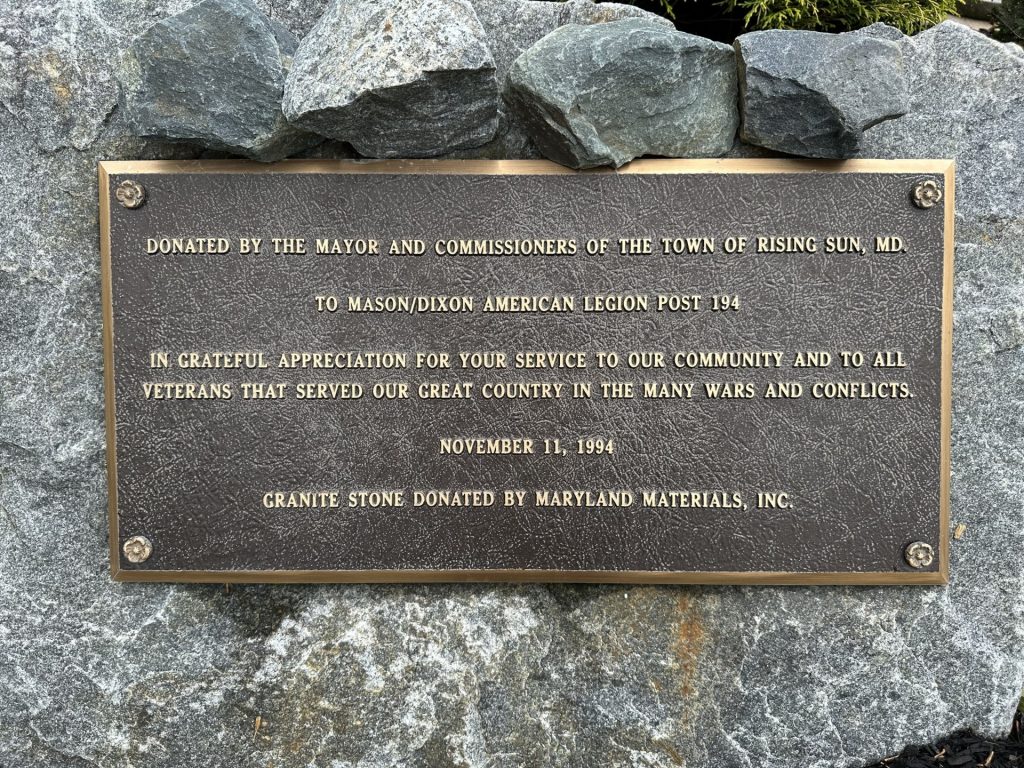 DONATED BY THE MAYOR AND COMMISSIONERS OF THE TOWN OF RISING SUN, MD.
TO MASON/DIXON AMERICAN LEGION POST 194
IN GRATEFUL APPRECIATION FOR YOUR SERVICE TO OUR COMMUNITY AND TO ALL
VETERANS THAT SERVED OUR GREAT COUNTRY IN THE MANY WARS AND CONFLICTS.
NOVEMBER 11, 1994
GRANITE STONE DONATED BY MARYLAND MATERIALS, INC.